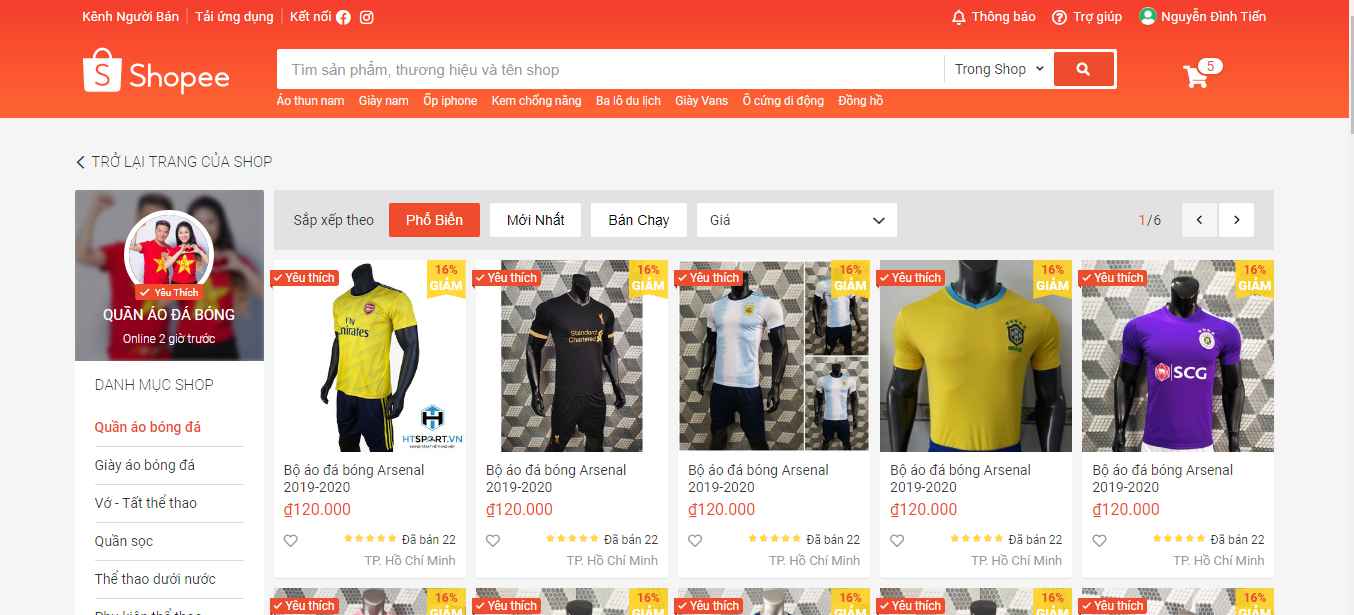 Kênh Người Bán Tải ứng dụng Kết nối Thông báo Trợ giúp Nguyễn Đình Tiến
Shopee Tìm sản phẩm, thương hiệu và tên shop Trong Shop 5
Áo thun nam Giày nam Ốp iphone Kem chống năng Ba lô du lịch Giày Vans Ổ cứng di động Đồng hồ
TRỞ LẠI TRANG CỦA SHOP
Yêu Thích
QUẦN ÁO ĐÁ BÓNG
Online 2 giờ trước
DANH MỤC SHOP
Quần áo bóng đá
Giày áo bóng đá
Vớ - Tất thể thao
Quần sọc
Thể thao dưới nước
Phụ kiện thể thao
Sắp xếp theo Phổ Biến Mới Nhất Bán Chạy Giá 1/6
Yêu thích 16% GIẢM
Fly Emirates
HTSPORT.VN
Bộ áo đá bóng Arsenal
2019-2020
₫120.000
Đã bán 22
TP. Hồ Chí Minh
Yêu thích 16% GIẢM
Standard
Chartered
Bộ áo đá bóng Arsenal
2019-2020
₫120.000
Đã bán 22
TP. Hồ Chí Minh
Yêu thích 16% GIẢM
Bộ áo đá bóng Arsenal
2019-2020
₫120.000
Đã bán 22
TP. Hồ Chí Minh
Yêu thích 16% GIẢM
Bộ áo đá bóng Arsenal
2019-2020
₫120.000
Đã bán 22
TP. Hồ Chí Minh
Yêu thích 16% GIẢM
SCG
Bộ áo đá bóng Arsenal
2019-2020
₫120.000
Đã bán 22
TP. Hồ Chí Minh
Yêu thích 16% GIẢM
Yêu thích 16% GIẢM
Yêu thích 16% GIẢM
Yêu thích 16% GIẢM
Yêu thích 16% GIẢM